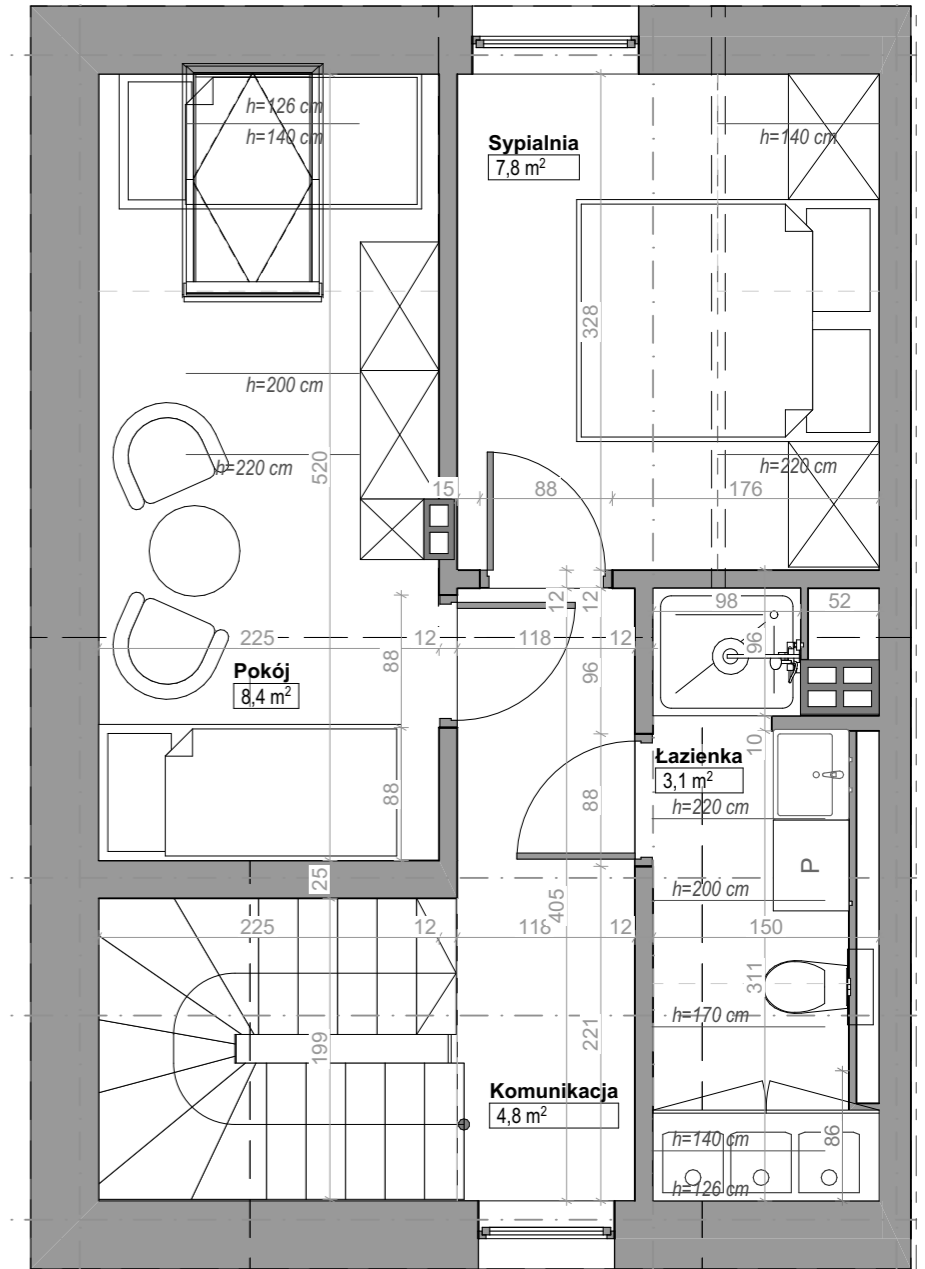 h=126 cm
h=140 cm
Sypialnia
7,8 m²
h=140 cm
328
h=200 cm
h=220 cm
520
h=220 cm
15
88
176
12
12
98
52
96
225
12
118
12
88
96
Pokój
8,4 m²
10
Łazienka
3,1 m²
h=220 cm
88
88
P
25
h=200 cm
405
225
12
118
12
150
311
h=170 cm
199
221
Komunikacja
4,8 m²
86
h=140 cm
h=126 cm